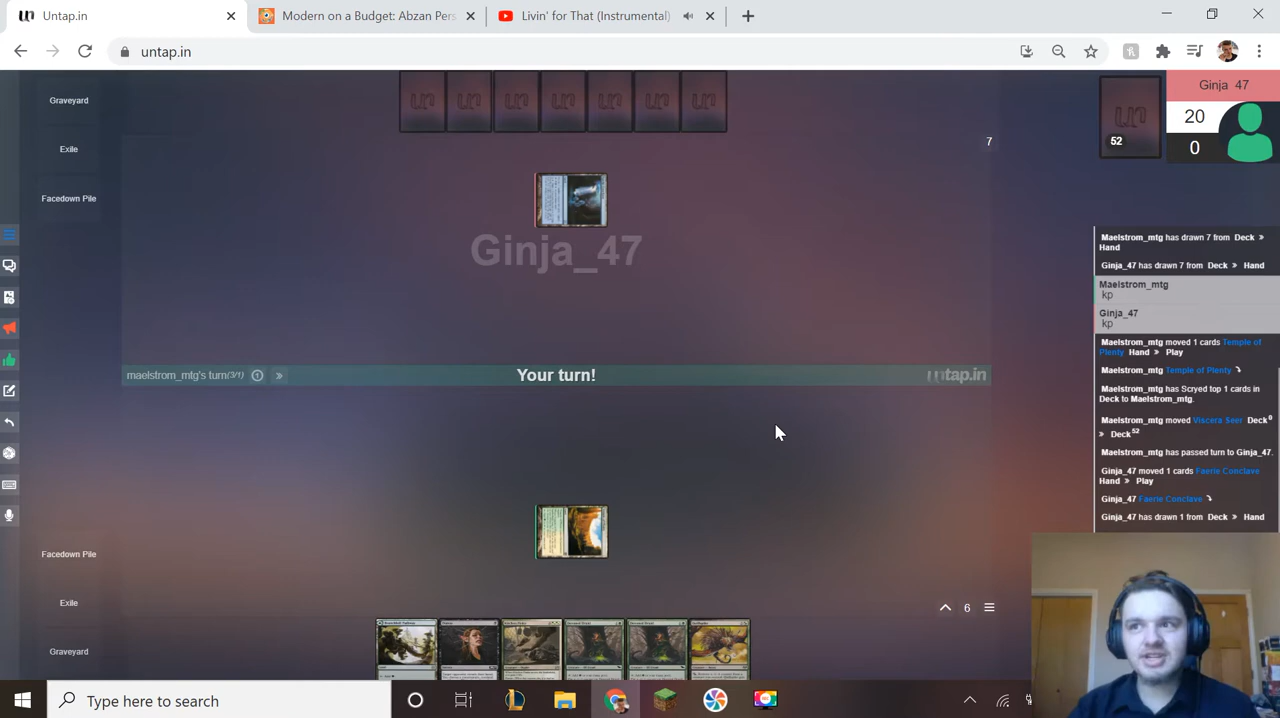 Untap.in
Modern on a Budget: Abzan Pers
Livin' for That (Instrumental)
untap.in
Graveyard
Exile
Facedown Pile
Ginja_47
7
52
Ginja 47
20
0
Maelstrom_mtg has drawn 7 from Deck »
Hand
Ginja_47 has drawn 7 from Deck » Hand
Maelstrom_mtg
kp
Ginja_47
kp
Maelstrom_mtg moved 1 cards Temple of
Plenty Hand » Play
Maelstrom_mtg Temple of Plenty
Maelstrom_mtg has Scryed top 1 cards in
Deck to Maelstrom_mtg.
Maelstrom_mtg moved Viscera Seer Deck 0
» Deck 52
Maelstrom_mtg has passed turn to Ginja_47.
Ginja_47 moved 1 cards Faerie Conclave
Hand » Play
Ginja_47 Faerie Conclave
Ginja_47 has drawn 1 from Deck » Hand
maelstrom_mtg's turn(3/1) 1 »
Your turn!
untap.in
Facedown Pile
Exile
Graveyard
6
Type here to search